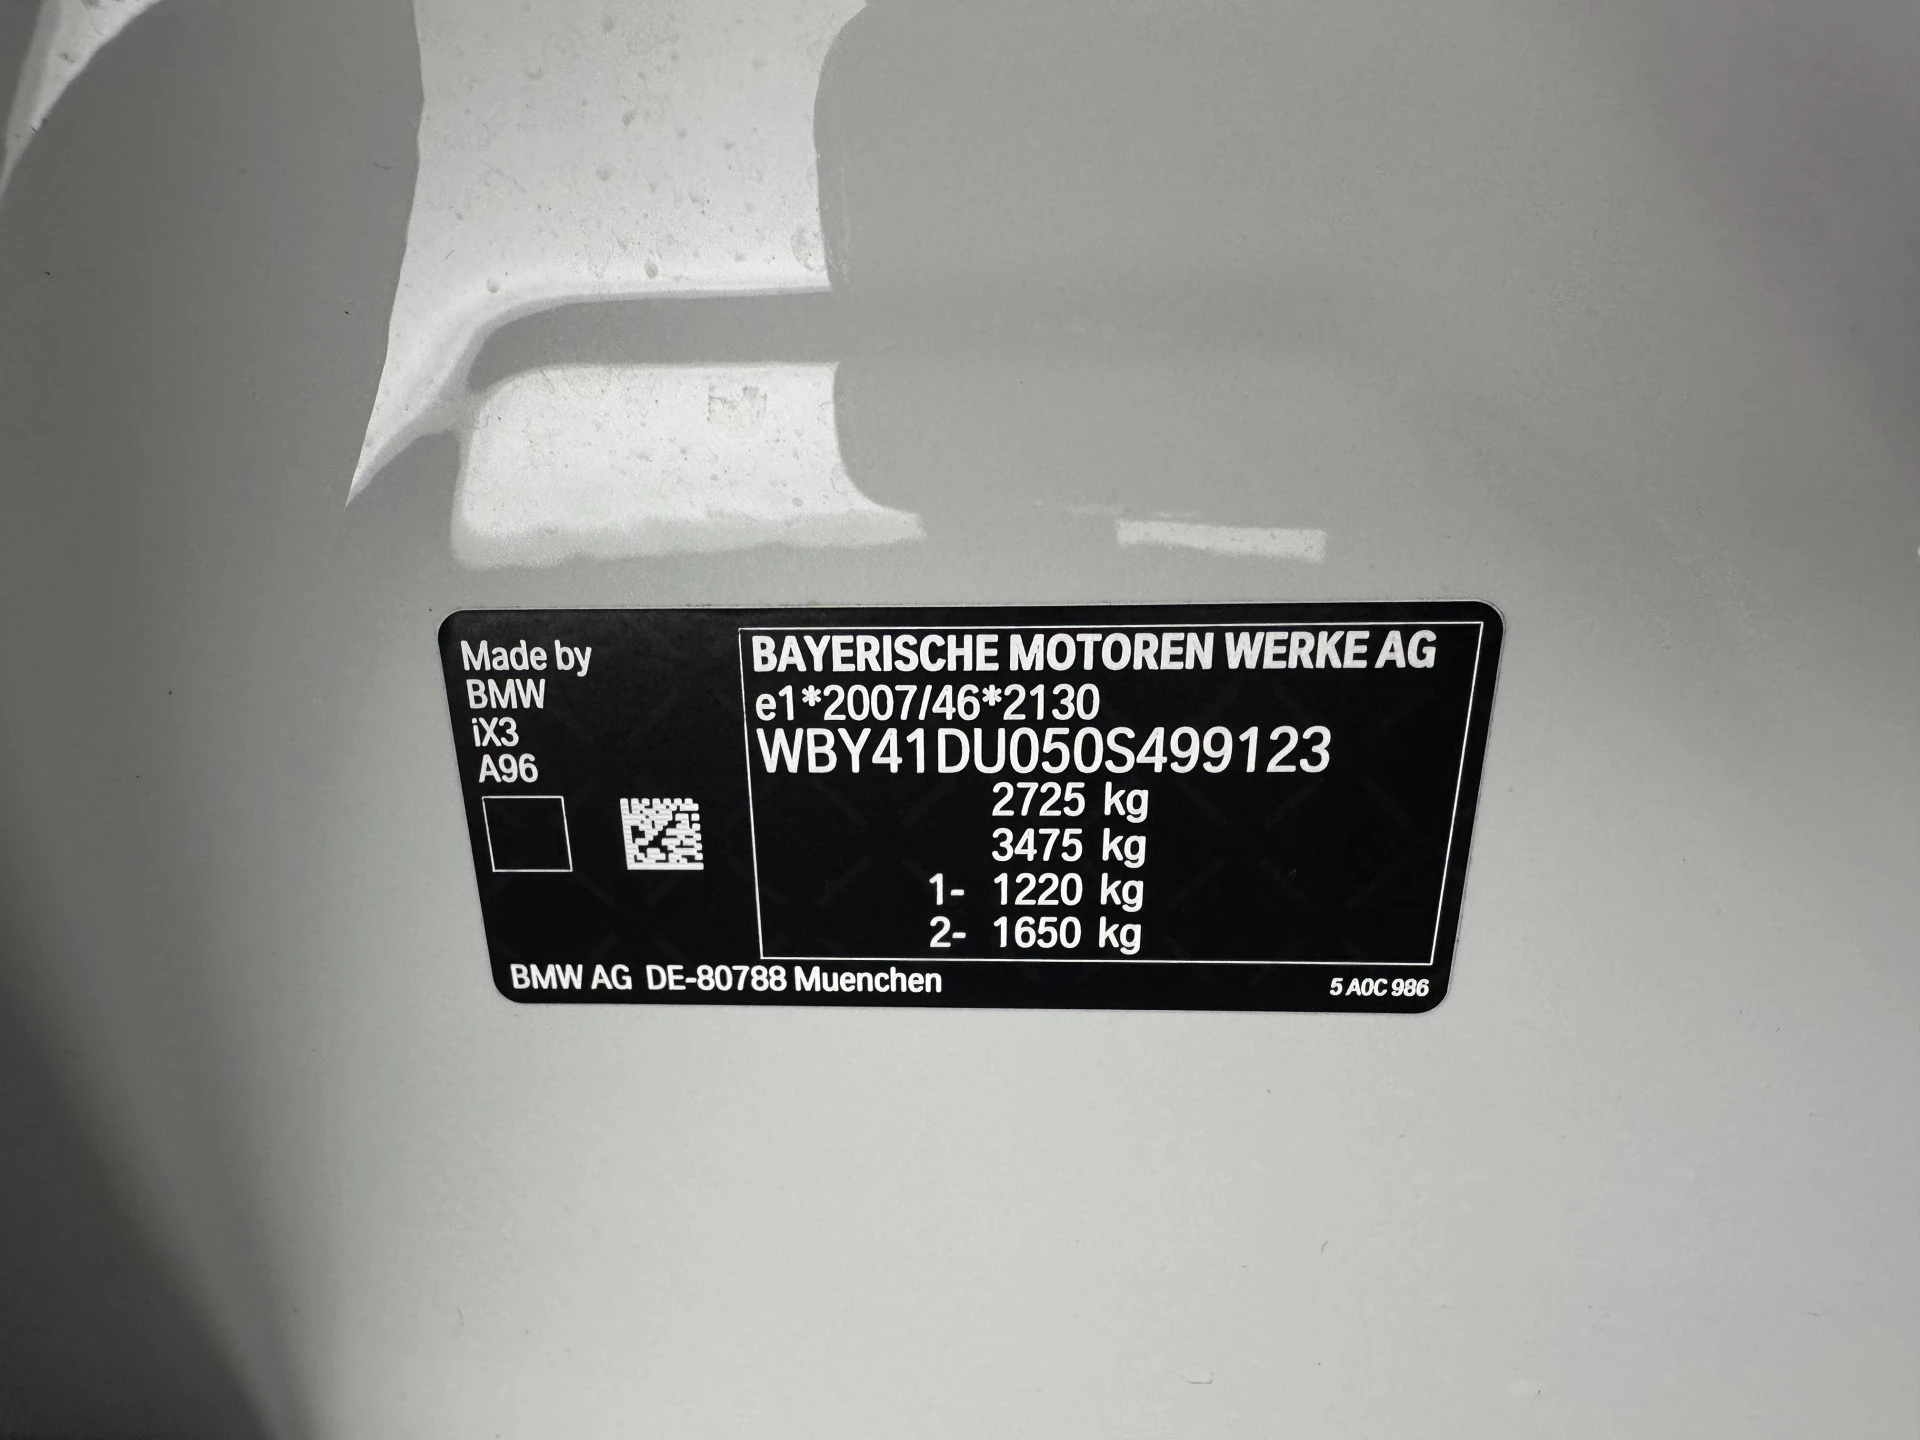 Made by
BMW
iX3
A96
BAYERISCHE MOTOREN WERKE AG
e1*2007/46*2130
WBY41DU050S499123
2725 kg
3475 kg
1- 1220 kg
2- 1650 kg
BMW AG DE-80788 Muenchen
5 A0C 986